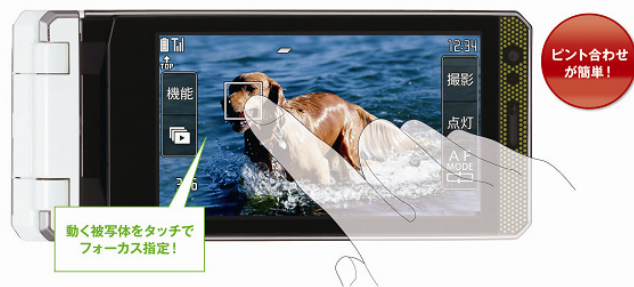 12:34
TOP
機能
撮影
点灯
AF
MODE
ピント合わせ
が簡単！
動く被写体をタッチで
フォーカス指定！